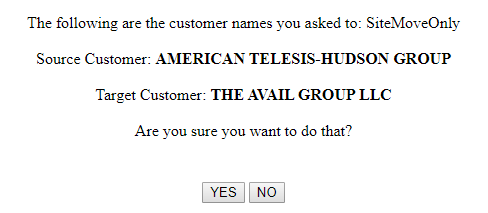 The following are the customer names you asked to: SiteMoveOnly
Source Customer: AMERICAN TELESIS-HUDSON GROUP
Target Customer: THE AVAIL GROUP LLC
Are you sure you want to do that?
YES NO